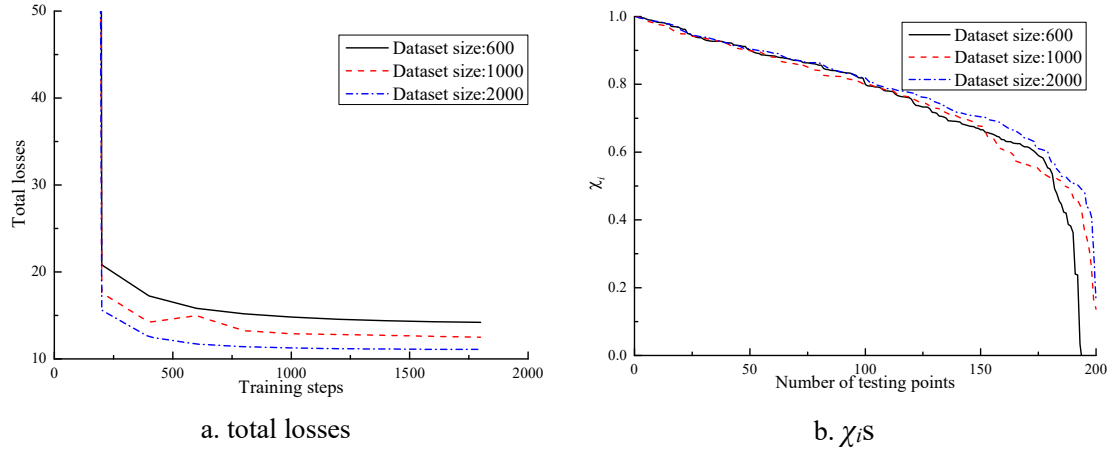 50
40
30
20
10
0
500
1000
1500
2000
Total losses
Training steps
Dataset size:600
Dataset size:1000
Dataset size:2000
a. total losses
1.0
0.8
0.6
0.4
0.2
0.0
0
50
100
150
200
χi
Number of testing points
Dataset size:600
Dataset size:1000
Dataset size:2000
b. χis